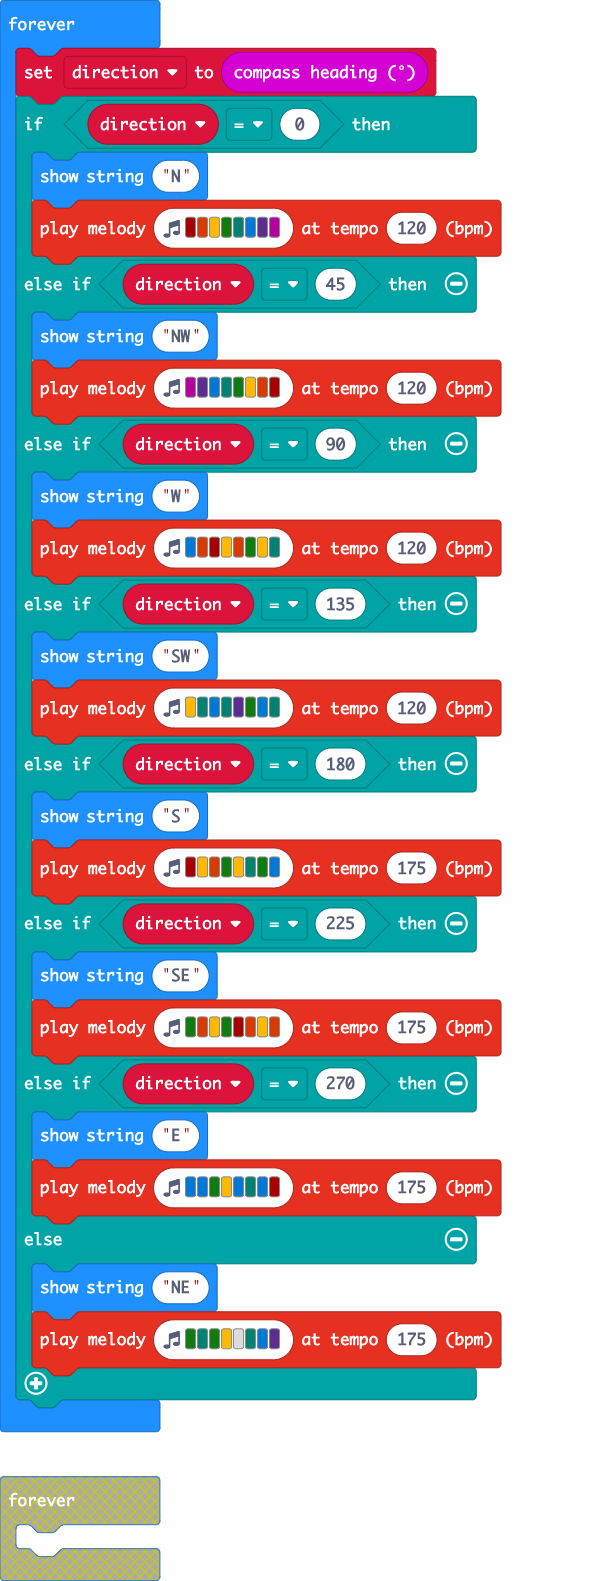 forever
set direction to compass heading (°)
if direction = 0 then
show string "N"
play melody at tempo 120 (bpm)
else if direction = 45 then
show string "NW"
play melody at tempo 120 (bpm)
else if direction = 90 then
show string "W"
play melody at tempo 120 (bpm)
else if direction = 135 then
show string "SW"
play melody at tempo 120 (bpm)
else if direction = 180 then
show string "S"
play melody at tempo 175 (bpm)
else if direction = 225 then
show string "SE"
play melody at tempo 175 (bpm)
else if direction = 270 then
show string "E"
play melody at tempo 175 (bpm)
else
show string "NE"
play melody at tempo 175 (bpm)
forever